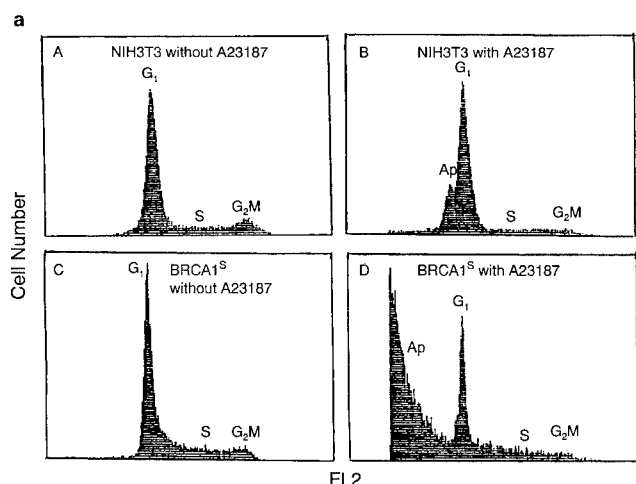 a
A NIH3T3 without A23187
G₁
S
G₂M
B NIH3T3 with A23187
G₁
Ap
S
G₂M
Cell Number
C
G₁
BRCA1ˢ
without A23187
S
G₂M
D BRCA1ˢ with A23187
G₁
Ap
S
G₂M